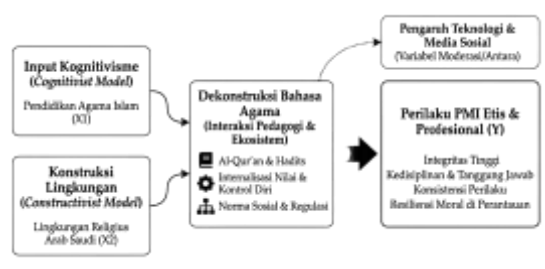 Input Kognitivisme
(Cognitivist Model)
Pendidikan Agama Islam
(X1)
Konstruksi
Lingkungan
(Constructivist Model)
Lingkungan Religius
Arab Saudi (X2)
Dekonstruksi Bahasa
Agama
(Interaksi Pedagogi &
Ekosistem)
Al-Qur'an & Hadits
Internalisasi Nilai &
Kontrol Diri
Norma Sosial & Regulasi
Pengaruh Teknologi &
Media Sosial
(Variabel Moderasi/Antara)
Perilaku PMI Etis &
Profesional (Y)
Integritas Tinggi
Kedisiplinan & Tanggung Jawab
Konsistensi Perilaku
Resiliensi Moral di Perantauan